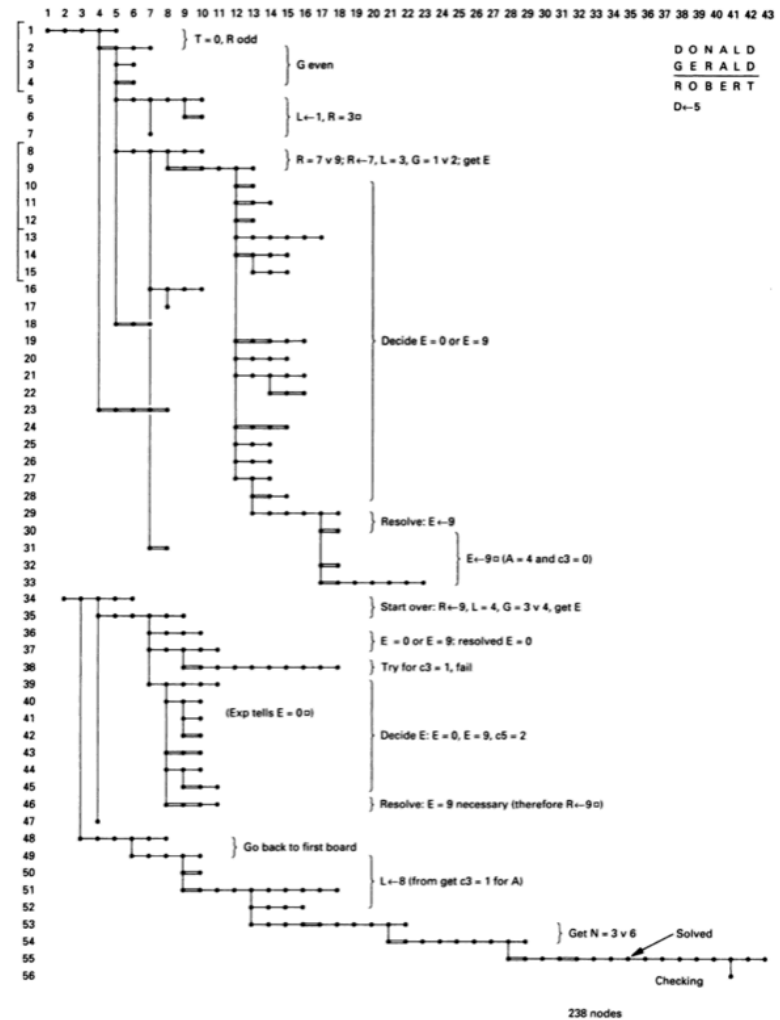 1 2 3 4 5 6 7 8 9 10 11 12 13 14 15 16 17 18 19 20 21 22 23 24 25 26 27 28 29 30 31 32 33 34 35 36 37 38 39 40 41 42 43
1
T = 0, R odd
2
D O N A L D
3
G even
G E R A L D
4
R O B E R T
5
D←5
6
L←1, R = 3¤
7
8
R = 7 v 9; R←7, L = 3, G = 1 v 2; get E
9
10
11
12
13
14
15
16
17
18
19
Decide E = 0 or E = 9
20
21
22
23
24
25
26
27
28
29
Resolve: E←9
30
31
E←9¤ (A = 4 and c3 = 0)
32
33
34
Start over: R←9, L = 4, G = 3 v 4, get E
35
36
E = 0 or E = 9: resolved E = 0
37
38
Try for c3 = 1, fail
39
40
41
(Exp tells E = 0¤)
42
Decide E: E = 0, E = 9, c5 = 2
43
44
45
46
Resolve: E = 9 necessary (therefore R←9¤)
47
48
Go back to first board
49
50
L←8 (from get c3 = 1 for A)
51
52
53
Get N = 3 v 6
Solved
54
55
56
Checking
238 nodes